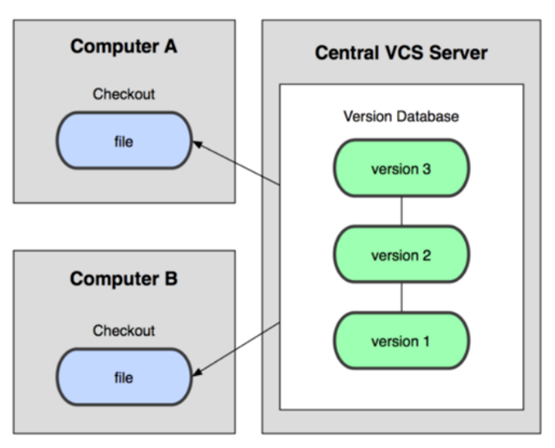 Computer A
Checkout
file
Computer B
Checkout
file
Central VCS Server
Version Database
version 3
version 2
version 1